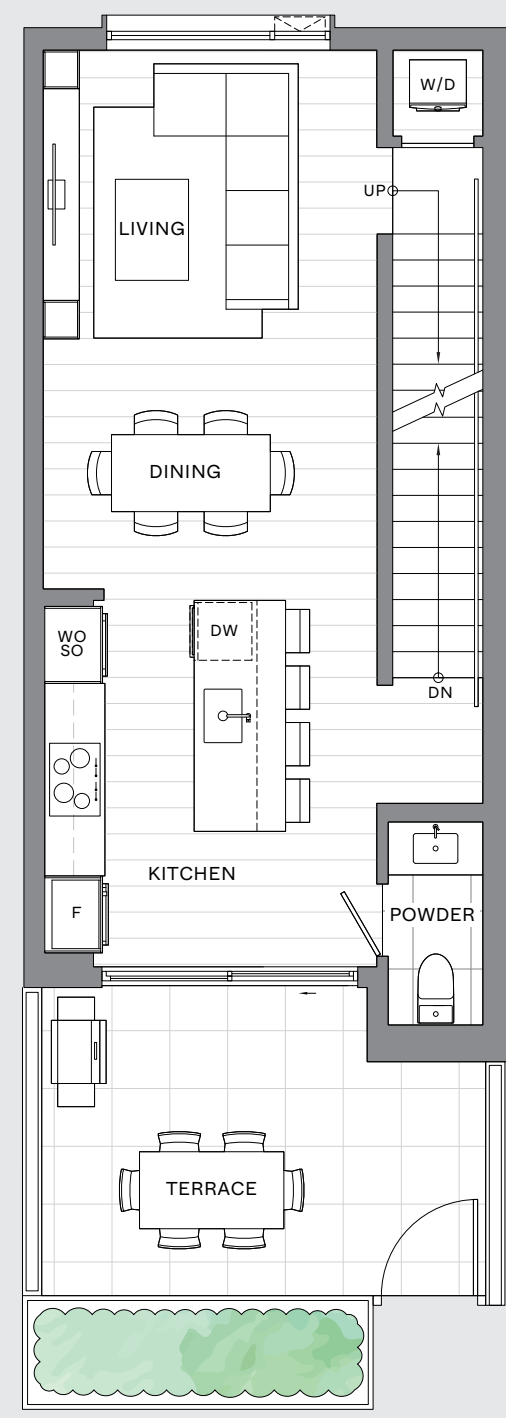 W/D
UP
LIVING
DINING
WO
SO
DW
DN
KITCHEN
F
POWDER
TERRACE